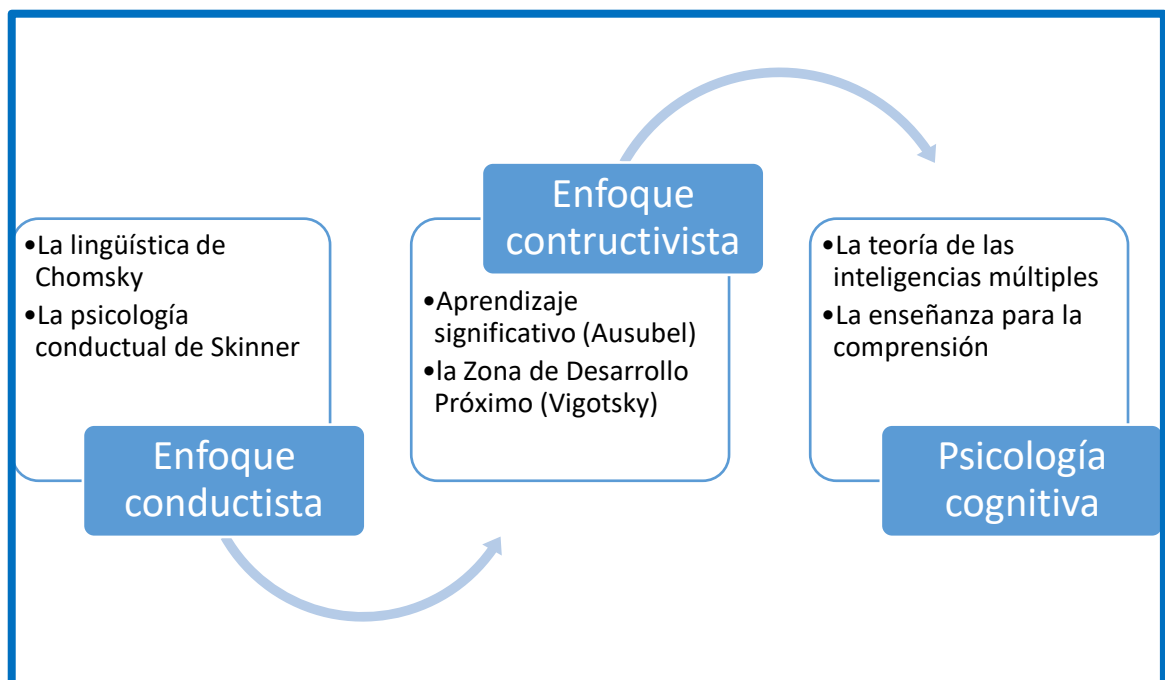 •La lingüística de
Chomsky
•La psicología
conductual de Skinner
Enfoque
conductista
Enfoque
contructivista
•Aprendizaje
significativo (Ausubel)
•la Zona de Desarrollo
Próximo (Vigotsky)
•La teoría de las
inteligencias múltiples
•La enseñanza para la
comprensión
Psicología
cognitiva